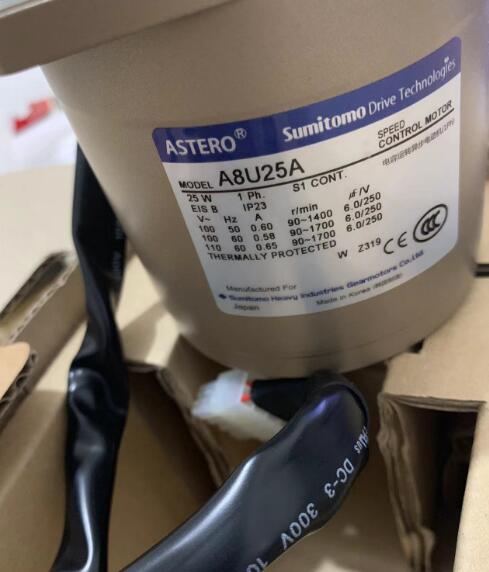 ASTERO® Sumitomo Drive Technologies
MODEL A8U25A SPEED CONTROL MOTOR
25 W 1 Ph. S1 CONT.
EIS B IP23
V~ Hz A r/min µF/V
100 50 0.60 90~1400 6.0/250
100 60 0.58 90~1700 6.0/250
110 60 0.65 90~1700 6.0/250
THERMALLY PROTECTED W Z319 CE CCC
Manufactured For
Sumitomo Heavy Industries Gearmotors Co.Ltd.
Japan Made in Korea
DC-3 300V